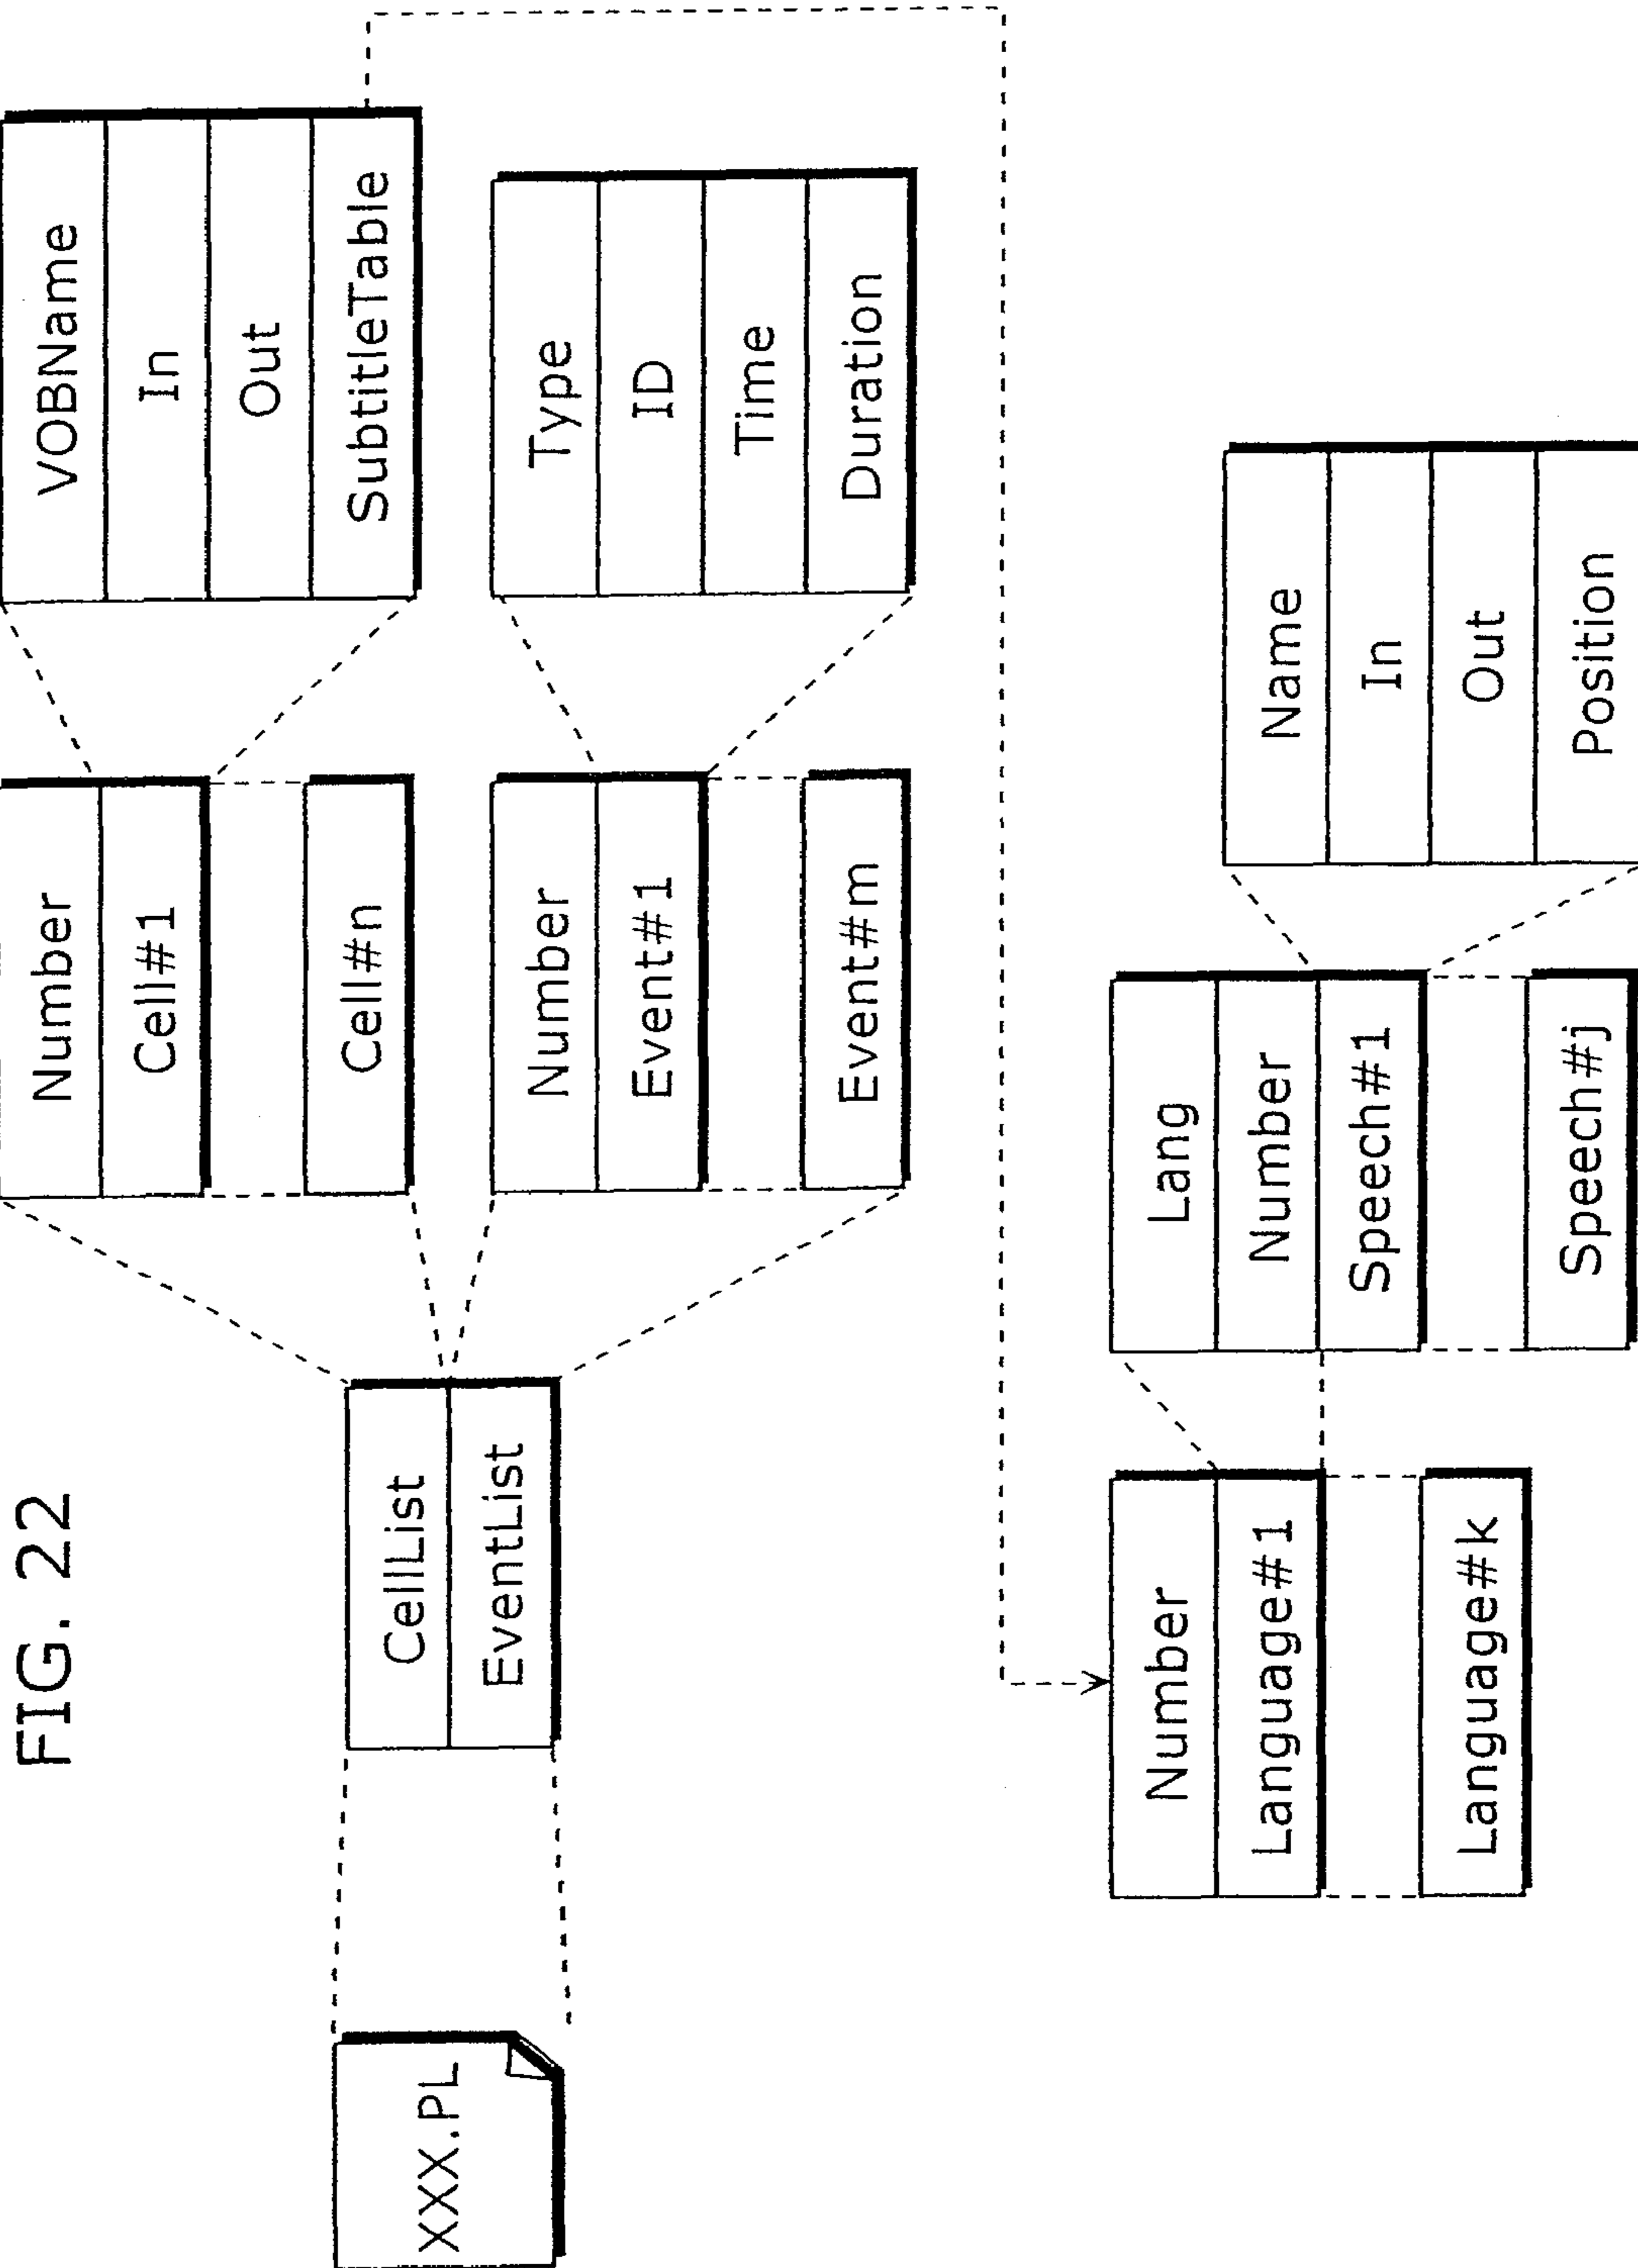 FIG. 22
XXX.PL
CellList
EventList
Number
Cell#1
Cell#n
Number
Event#1
Event#m
VOBName
In
Out
SubtitleTable
Type
ID
Time
Duration
Number
Language#1
Language#k
Lang
Number
Speech#1
Speech#j
Name
In
Out
Position